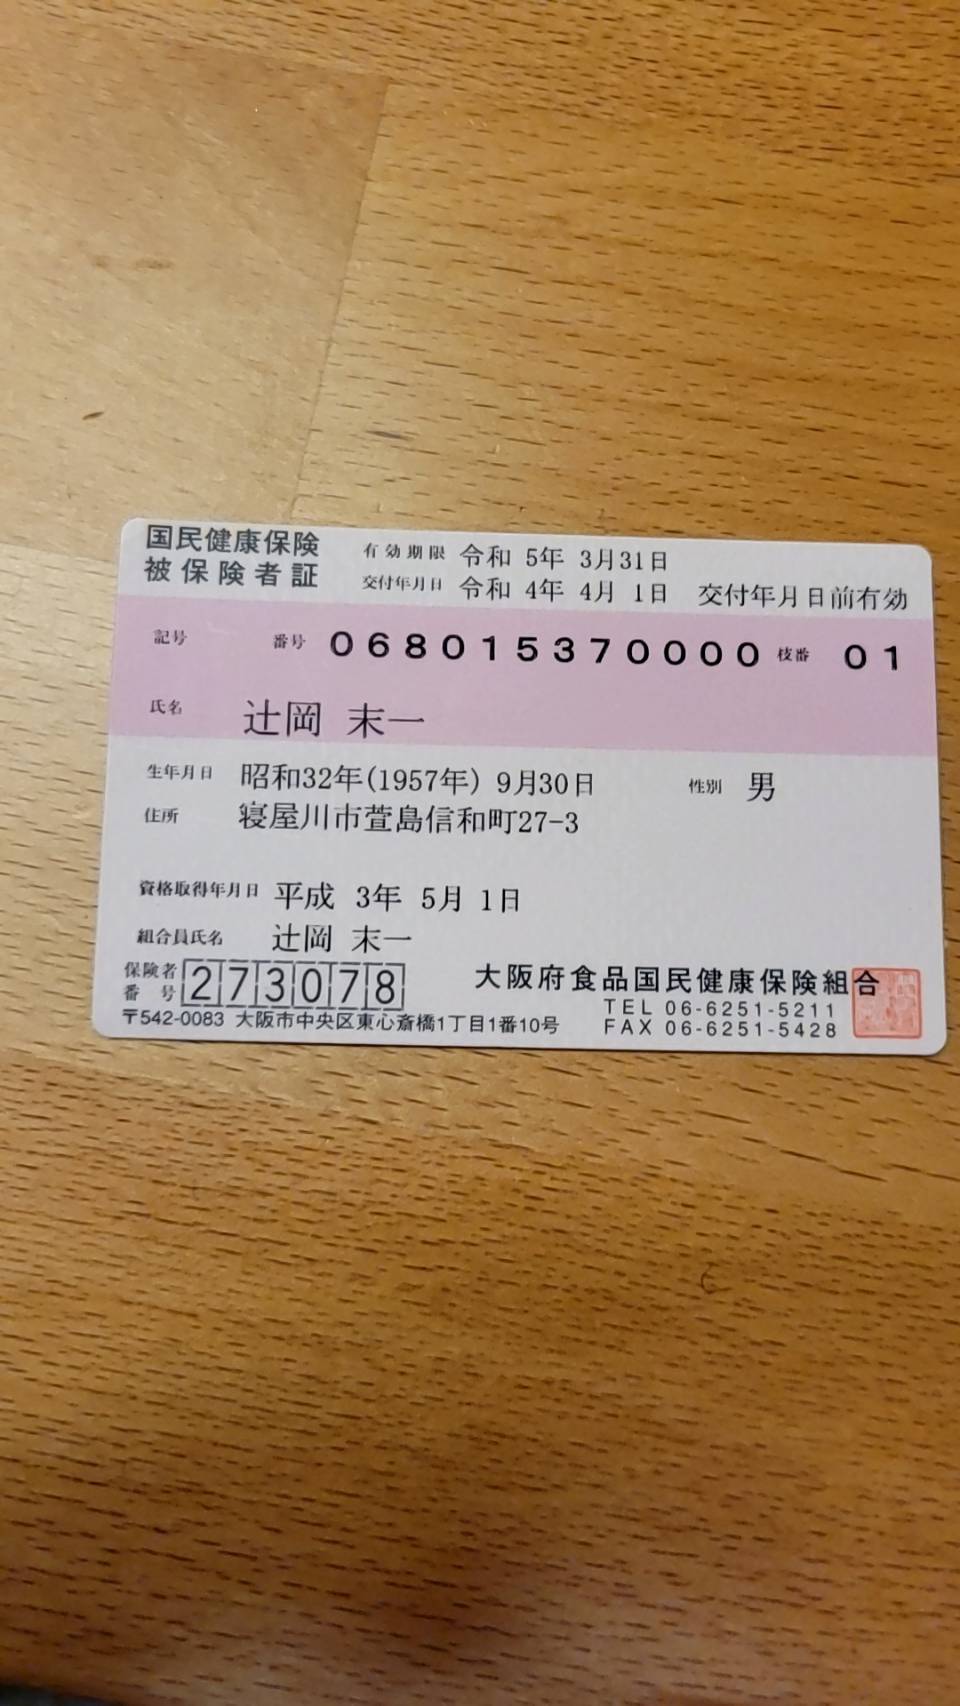 国民健康保険
被保険者証
有効期限 令和 5年 3月31日
交付年月日 令和 4年 4月 1日 交付年月日前有効
記号 番号 068015370000 枝番 01
氏名 辻岡 末一
生年月日 昭和32年(1957年) 9月30日 性別 男
住所 寝屋川市萱島信和町27-3
資格取得年月日 平成 3年 5月 1日
組合員氏名 辻岡 末一
保険者番号 273078 大阪府食品国民健康保険組合
〒542-0083 大阪市中央区東心斎橋1丁目1番10号
TEL 06-6251-5211
FAX 06-6251-5428